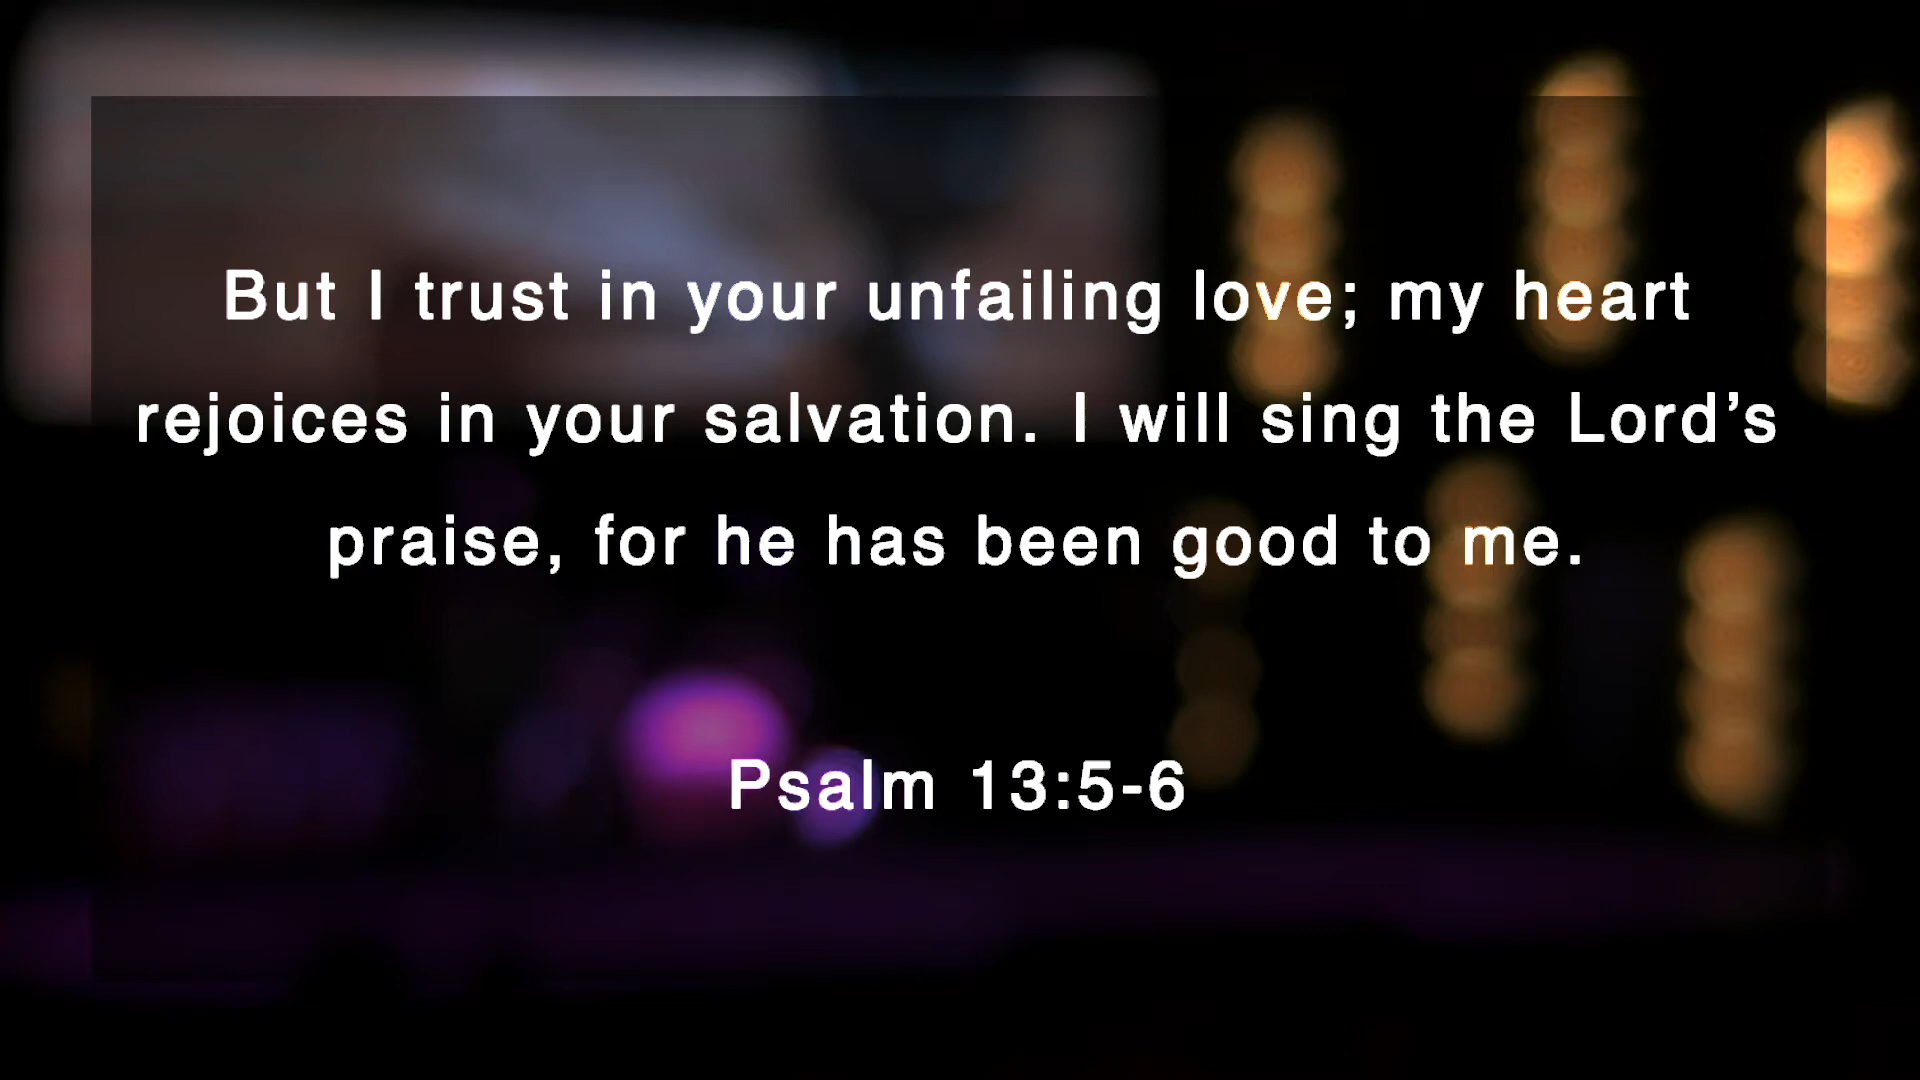 But I trust in your unfailing love; my heart
rejoices in your salvation. I will sing the Lord’s
praise, for he has been good to me.
Psalm 13:5-6